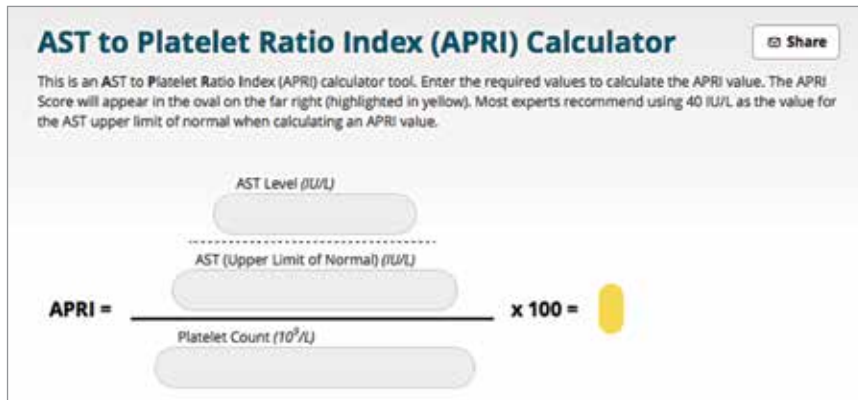 AST to Platelet Ratio Index (APRI) Calculator
Share
This is an AST to Platelet Ratio Index (APRI) calculator tool. Enter the required values to calculate the APRI value. The APRI
Score will appear in the oval on the far right (highlighted in yellow). Most experts recommend using 40 IU/L as the value for
the AST upper limit of normal when calculating an APRI value.
AST Level (IU/L)
AST (Upper Limit of Normal) (IU/L)
APRI =
x 100 =
Platelet Count (10⁹/L)